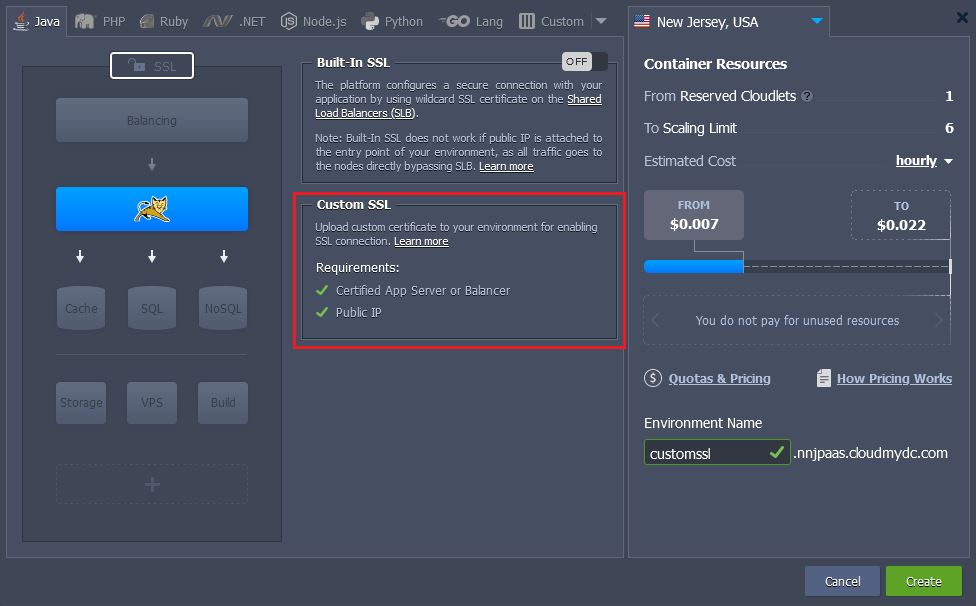 Java
PHP
Ruby
.NET
Node.js
Python
Lang
Custom
SSL
Balancing
Cache
SQL
NoSQL
Storage
VPS
Build
Built-In SSL
OFF
The platform configures a secure connection with your
application by using wildcard SSL certificate on the Shared
Load Balancers (SLB).
Note: Built-In SSL does not work if public IP is attached to
the entry point of your environment, as all traffic goes to
the nodes directly bypassing SLB. Learn more
Custom SSL
Upload custom certificate to your environment for enabling
SSL connection. Learn more
Requirements:
Certified App Server or Balancer
Public IP
New Jersey, USA
Container Resources
From Reserved Cloudlets ? 1
To Scaling Limit 6
Estimated Cost hourly
FROM
$0.007
TO
$0.022
You do not pay for unused resources
$ Quotas & Pricing
How Pricing Works
Environment Name
customssl .nnjpaas.cloudmydc.com
Cancel
Create